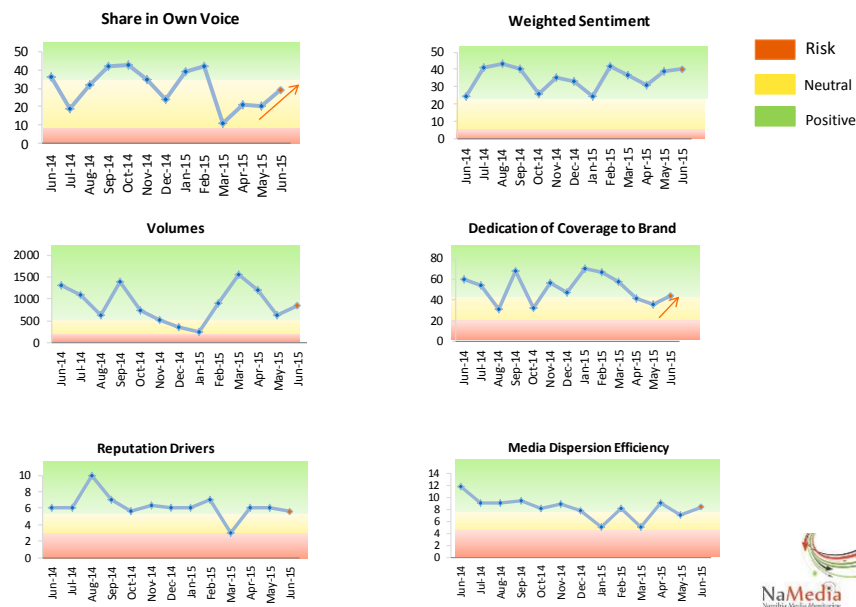 Share in Own Voice
50
40
30
20
10
0
Jun-14
Jul-14
Aug-14
Sep-14
Oct-14
Nov-14
Dec-14
Jan-15
Feb-15
Mar-15
Apr-15
May-15
Jun-15
Weighted Sentiment
50
40
30
20
10
0
Jun-14
Jul-14
Aug-14
Sep-14
Oct-14
Nov-14
Dec-14
Jan-15
Feb-15
Mar-15
Apr-15
May-15
Jun-15
Risk
Neutral
Positive
Volumes
2000
1500
1000
500
0
Jun-14
Jul-14
Aug-14
Sep-14
Oct-14
Nov-14
Dec-14
Jan-15
Feb-15
Mar-15
Apr-15
May-15
Jun-15
Dedication of Coverage to Brand
80
60
40
20
0
Jun-14
Jul-14
Aug-14
Sep-14
Oct-14
Nov-14
Dec-14
Jan-15
Feb-15
Mar-15
Apr-15
May-15
Jun-15
Reputation Drivers
10
8
6
4
2
0
Jun-14
Jul-14
Aug-14
Sep-14
Oct-14
Nov-14
Dec-14
Jan-15
Feb-15
Mar-15
Apr-15
May-15
Jun-15
Media Dispersion Efficiency
14
12
10
8
6
4
2
0
Jun-14
Jul-14
Aug-14
Sep-14
Oct-14
Nov-14
Dec-14
Jan-15
Feb-15
Mar-15
Apr-15
May-15
Jun-15
NaMedia
Namibia Media Monitoring